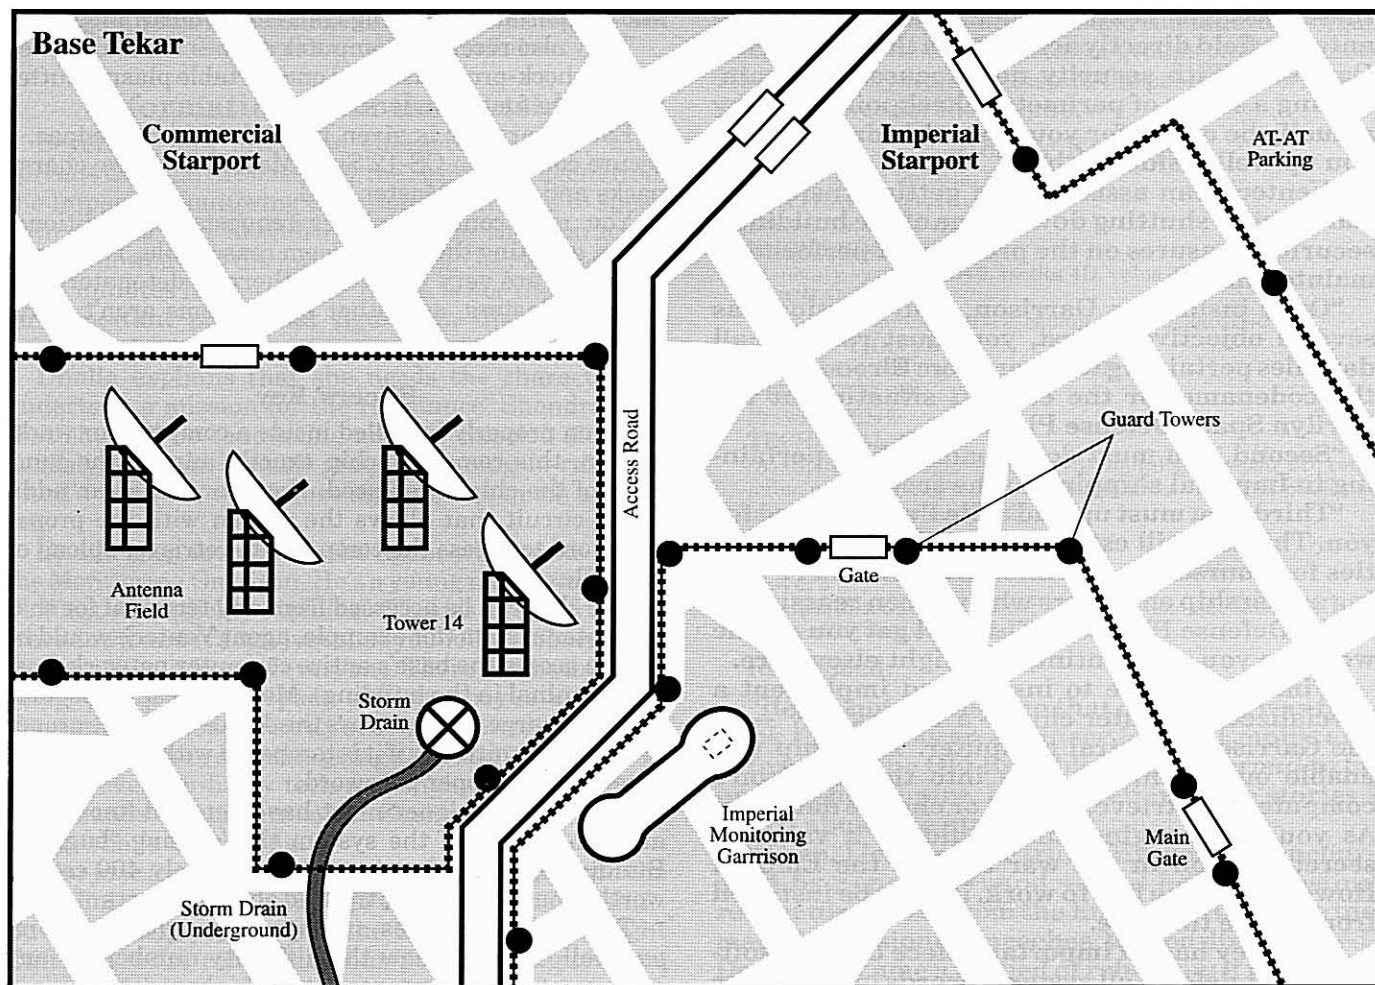 Base Tekar
Commercial
Starport
Imperial
Starport
AT-AT
Parking
Access Road
Guard Towers
Gate
Antenna
Field
Tower 14
Storm
Drain
Imperial
Monitoring
Garrrison
Main
Gate
Storm Drain
(Underground)